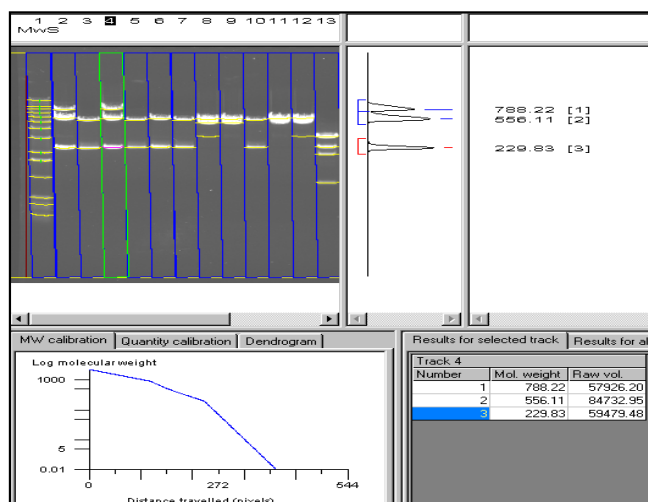 1 2 3 4 5 6 7 8 9 10 11 12 13
MwS
788.22 [1]
556.11 [2]
229.83 [3]
MW calibration Quantity calibration Dendrogram
Log molecular weight
1000
5
0.01
0 272 544
Distance travelled (pixels)
Results for selected track Results for al
Track 4
Number Mol. weight Raw vol.
1 788.22 57926.20
2 556.11 84732.95
3 229.83 59479.48